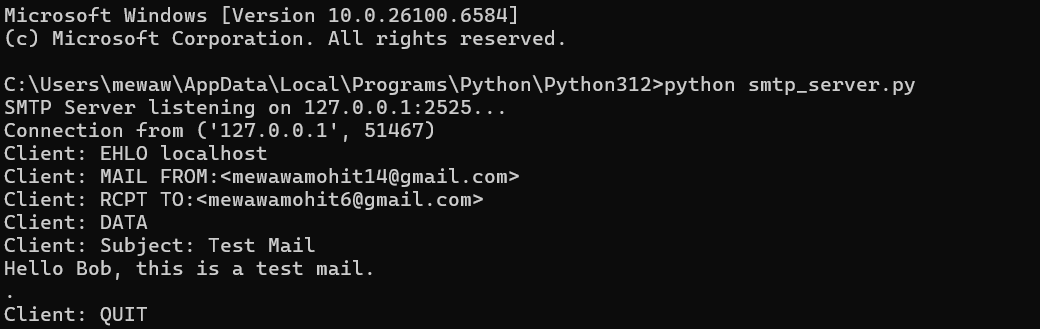 Microsoft Windows [Version 10.0.26100.6584]
(c) Microsoft Corporation. All rights reserved.
C:\Users\mewaw\AppData\Local\Programs\Python\Python312>python smtp_server.py
SMTP Server listening on 127.0.0.1:2525...
Connection from ('127.0.0.1', 51467)
Client: EHLO localhost
Client: MAIL FROM:<mewawamohit14@gmail.com>
Client: RCPT TO:<mewawamohit6@gmail.com>
Client: DATA
Client: Subject: Test Mail
Hello Bob, this is a test mail.
.
Client: QUIT